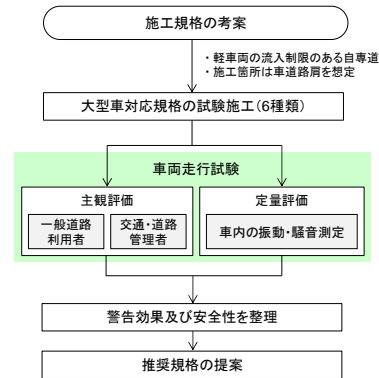 施工規格の考案
・軽車両の流入制限のある自専道
・施工箇所は車道路肩を想定
大型車対応規格の試験施工(6種類)
車両走行試験
主観評価
一般道路
利用者
交通・道路
管理者
定量評価
車内の振動・騒音測定
警告効果及び安全性を整理
推奨規格の提案